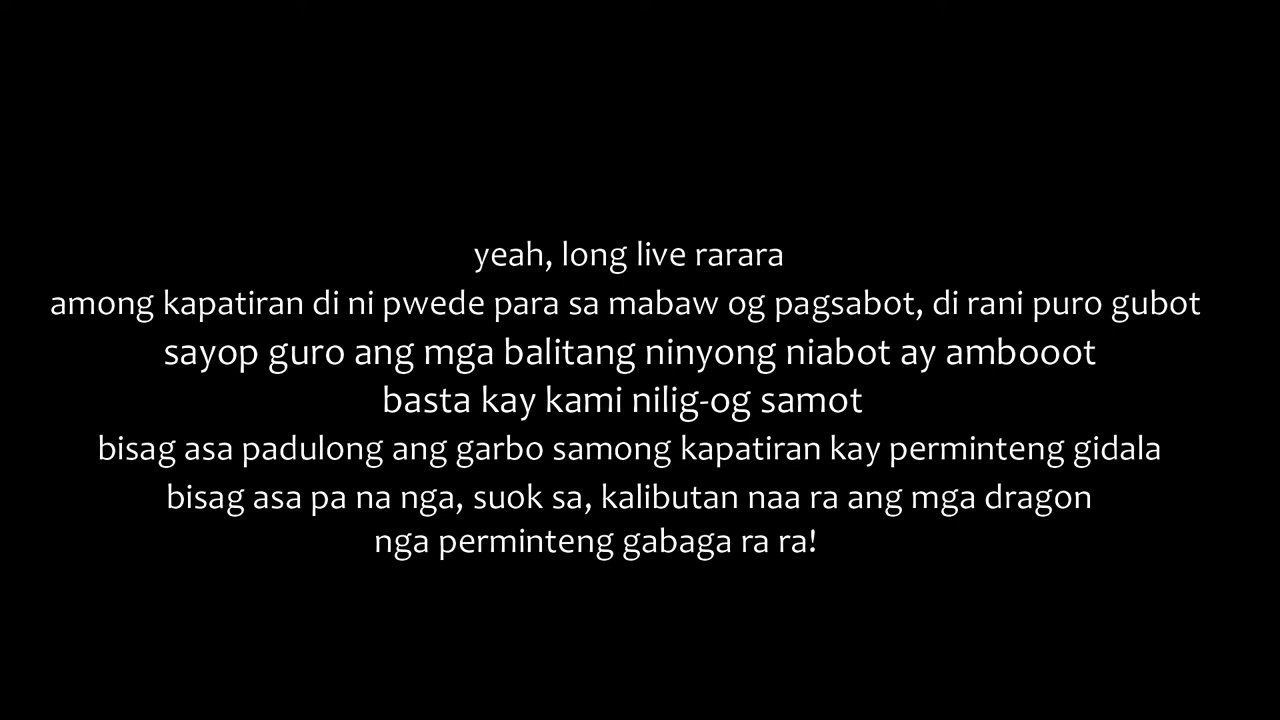 yeah, long live rarara
among kapatiran di ni pwede para sa mabaw og pagsabot, di rani puro gubot
sayop guro ang mga balitang ninyong niabot ay ambooot
basta kay kami nilig-og samot
bisag asa padulong ang garbo samong kapatiran kay perminteng gidala
bisag asa pa na nga, suok sa, kalibutan naa ra ang mga dragon
nga perminteng gabaga ra ra!